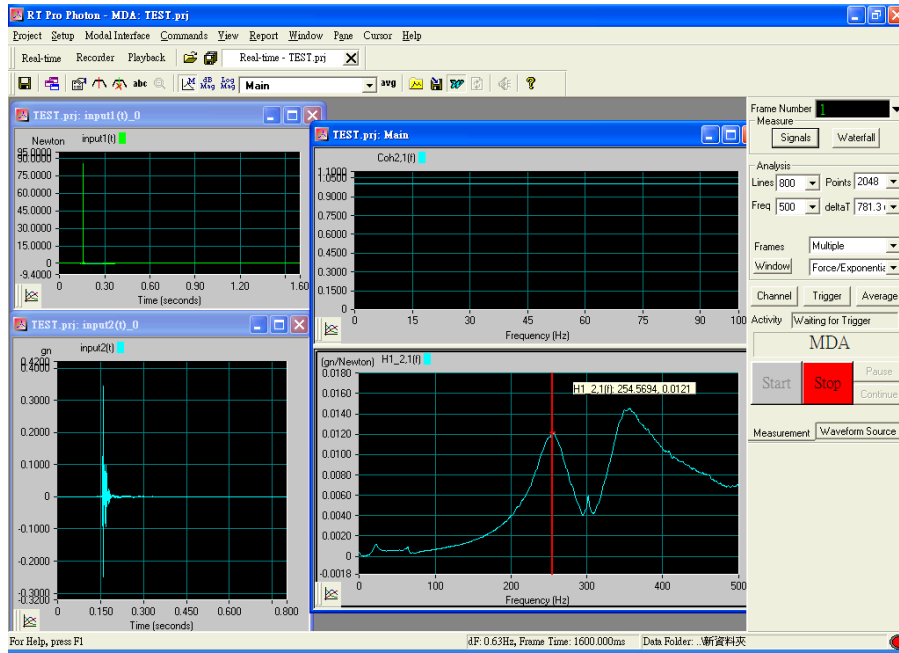 RT Pro Photon - MDA: TEST.prj
Project Setup Modal Interface Commands View Report Window Pane Cursor Help
Real-time Recorder Playback Real-time - TEST.prj X
abc M dB Mag Log Mag Main avg ?
TEST.prj: input1(t)_0
Newton input1(t)
95.0000
90.0000
75.0000
60.0000
45.0000
30.0000
15.0000
0
-9.4000
0 0.30 0.60 0.90 1.20 1.60
Time (seconds)
TEST.prj: input2(t)_0
gn input2(t)
0.4200
0.4000
0.3000
0.2000
0.1000
0
-0.1000
-0.2000
-0.3000
-0.3200
0 0.150 0.300 0.450 0.600 0.800
Time (seconds)
TEST.prj: Main
Coh2,1(f)
1.1000
1.0500
0.9000
0.7500
0.6000
0.4500
0.3000
0.1500
0
0 15 30 45 60 75 90 100
Frequency (Hz)
(gn/Newton) H1_2,1(f)
H1_2,1(f): 254.5694, 0.0121
0.0180
0.0160
0.0140
0.0120
0.0100
0.0080
0.0060
0.0040
0.0020
0
-0.0018
0 100 200 300 400 500
Frequency (Hz)
Frame Number 1
Measure
Signals Waterfall
Analysis
Lines 800 Points 2048
Freq 500 deltaT 781.3
Frames Multiple
Window Force/Exponentia
Channel Trigger Average
Activity Waiting for Trigger
MDA
Start Stop Pause
Continue
Measurement Waveform Source
For Help, press F1 dF: 0.63Hz, Frame Time: 1600.000ms Data Folder: ..\新資料夾